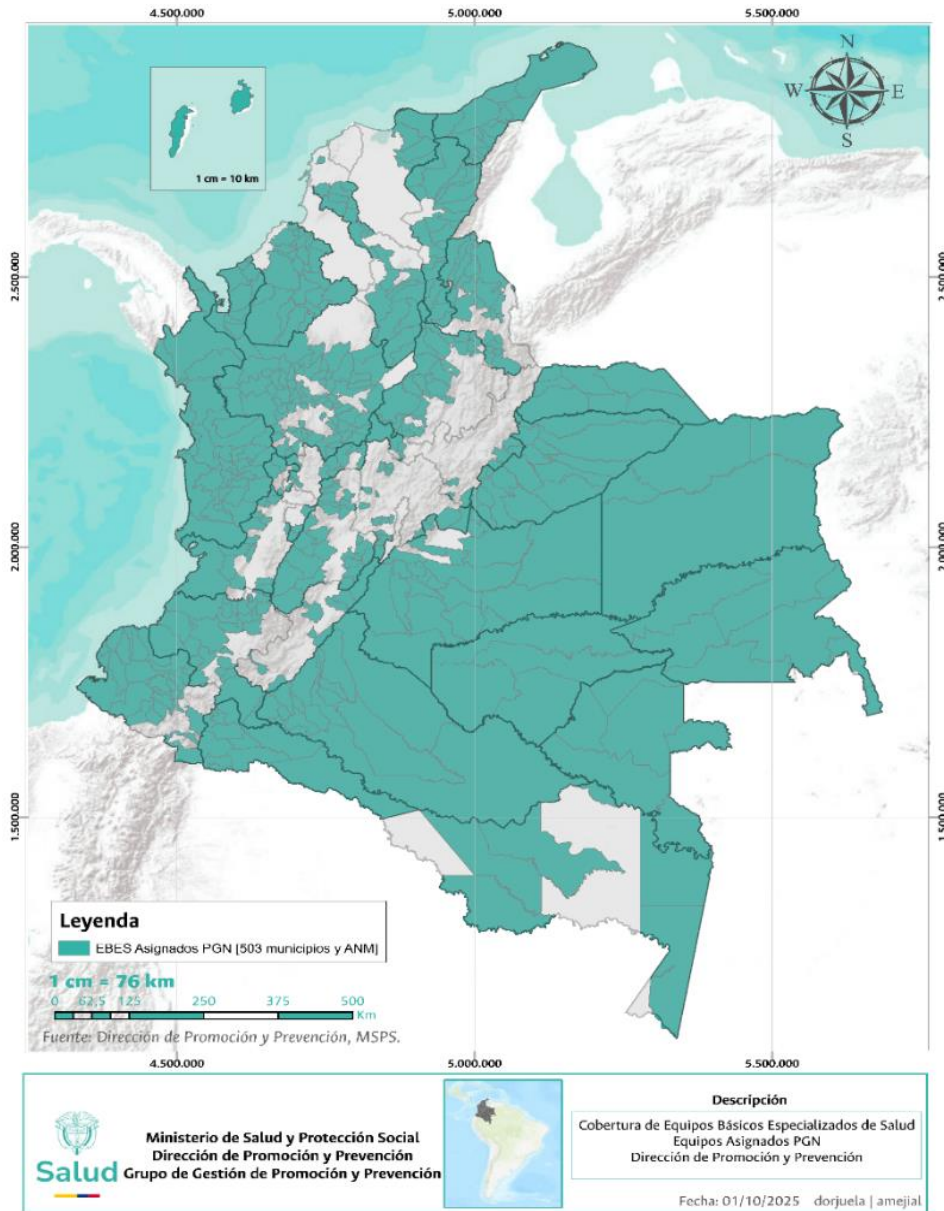 4.500.000
5.000.000
5.500.000
N
W
E
S
1 cm = 10 km
2.500.000
2.500.000
2.000.000
2.000.000
1.500.000
1.500.000
Leyenda
EBES Asignados PGN [503 municipios y ANM]
1 cm = 76 km
0 62,5 125 250 375 500
Km
Fuente: Dirección de Promoción y Prevención, MSPS.
4.500.000
5.000.000
5.500.000
Salud
Ministerio de Salud y Protección Social
Dirección de Promoción y Prevención
Grupo de Gestión de Promoción y Prevención
Descripción
Cobertura de Equipos Básicos Especializados de Salud
Equipos Asignados PGN
Dirección de Promoción y Prevención
Fecha: 01/10/2025 dorjuela | amejial